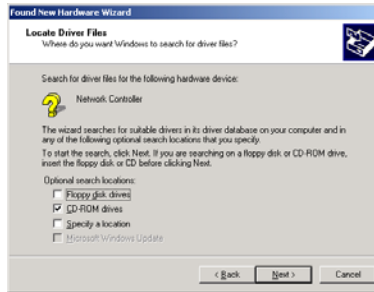 Found New Hardware Wizard
Locate Driver Files
Where do you want Windows to search for driver files?
Search for driver files for the following hardware device:
Network Controller
The wizard searches for suitable drivers in its driver database on your computer and in
any of the following optional search locations that you specify.
To start the search, click Next. If you are searching on a floppy disk or CD-ROM drive,
insert the floppy disk or CD before clicking Next.
Optional search locations:
Floppy disk drives
CD-ROM drives
Specify a location
Microsoft Windows Update
< Back
Next >
Cancel